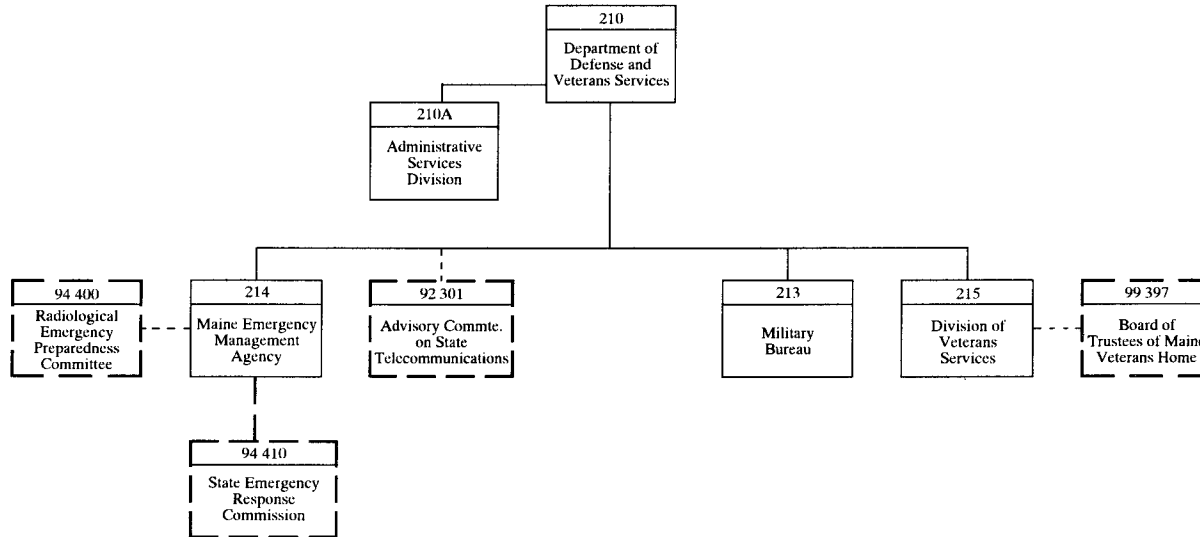 210
Department of
Defense and
Veterans Services
210A
Administrative
Services
Division
94 400
Radiological
Emergency
Preparedness
Committee
214
Maine Emergency
Management
Agency
92 301
Advisory Commte.
on State
Telecommunications
213
Military
Bureau
215
Division of
Veterans
Services
99 397
Board of
Trustees of Maine
Veterans Home
94 410
State Emergency
Response
Commission